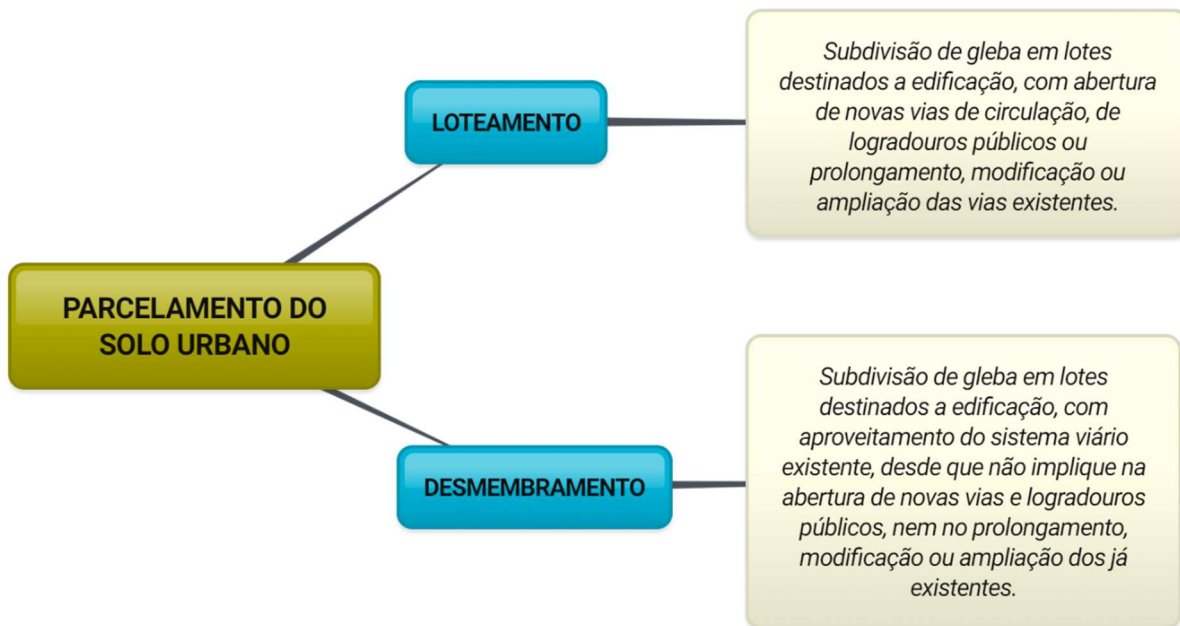 PARCELAMENTO DO
SOLO URBANO
LOTEAMENTO
Subdivisão de gleba em lotes
destinados a edificação, com abertura
de novas vias de circulação, de
logradouros públicos ou
prolongamento, modificação ou
ampliação das vias existentes.
DESMEMBRAMENTO
Subdivisão de gleba em lotes
destinados a edificação, com
aproveitamento do sistema viário
existente, desde que não implique na
abertura de novas vias e logradouros
públicos, nem no prolongamento,
modificação ou ampliação dos já
existentes.